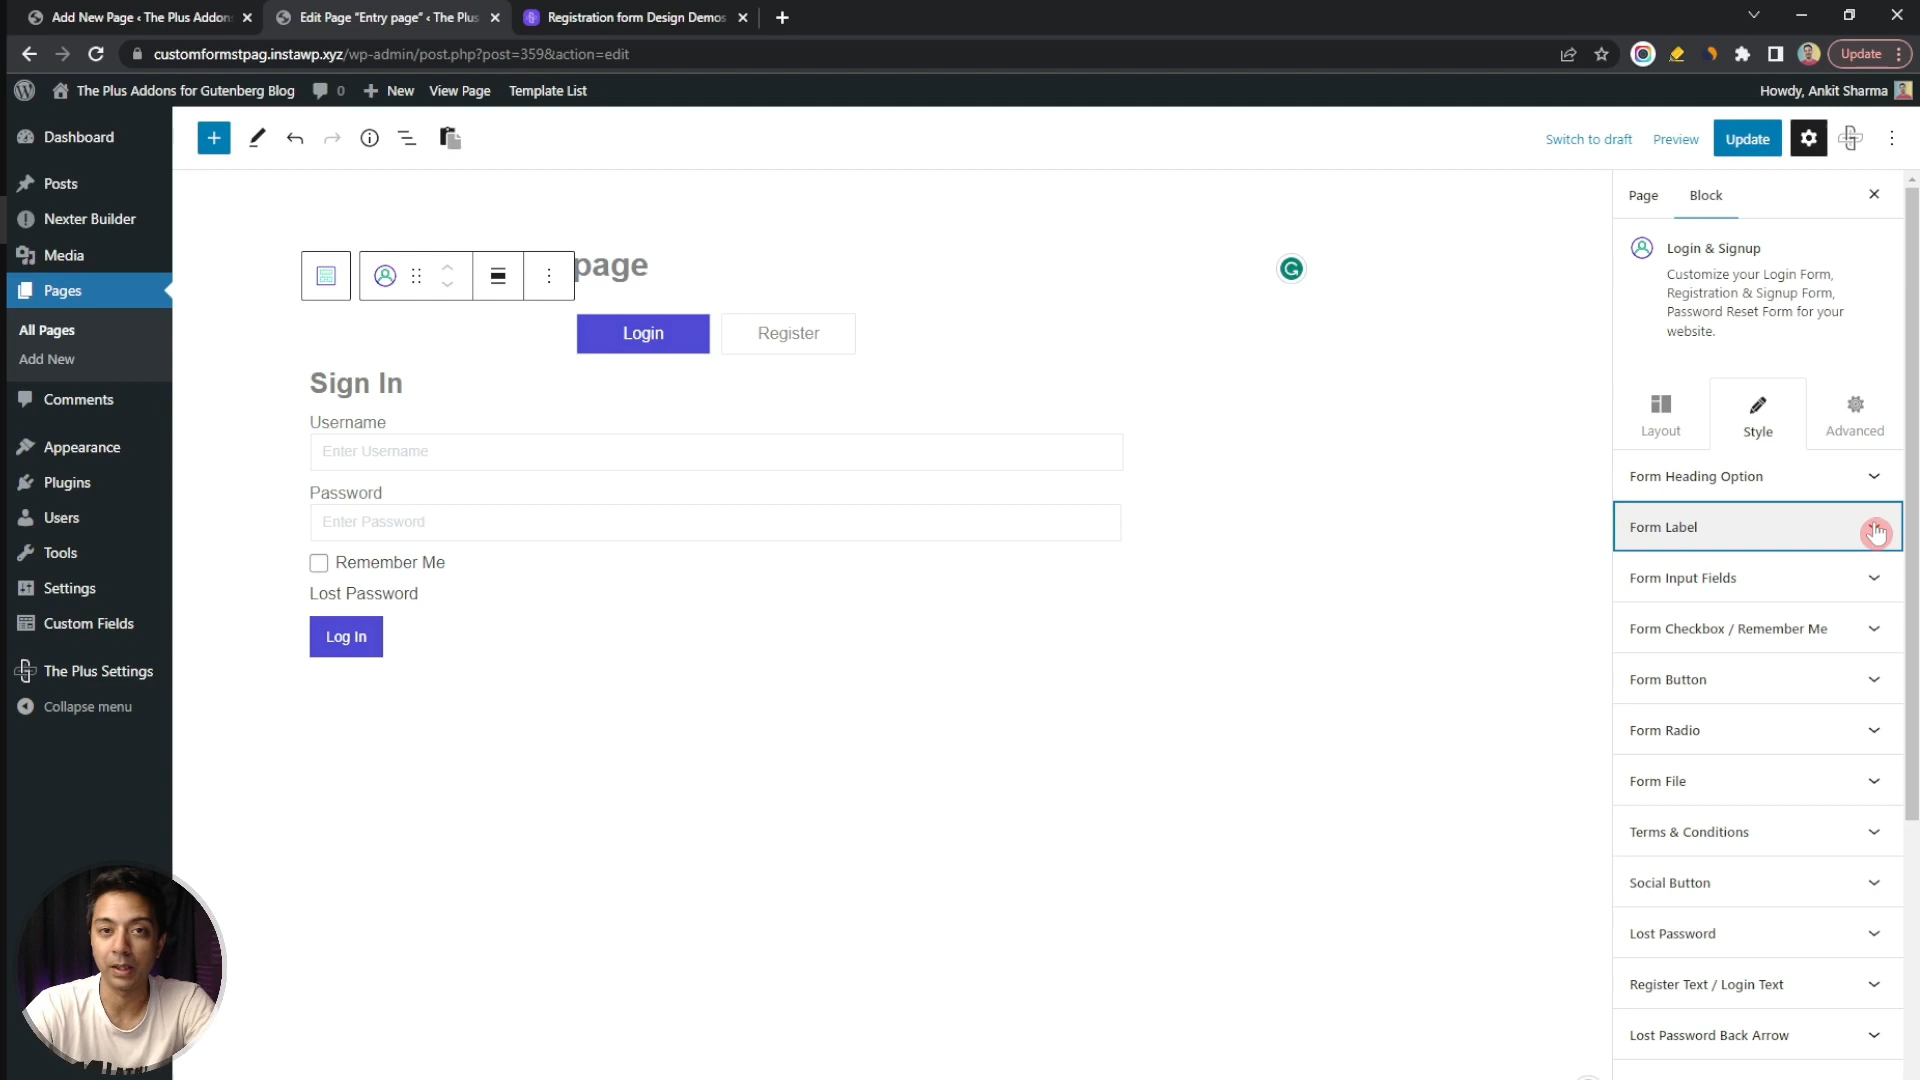 Add New Page ‹ The Plus Addons
Edit Page "Entry page" ‹ The Plus
Registration form Design Demos
customformstpag.instawp.xyz/wp-admin/post.php?post=359&action=edit
Update
The Plus Addons for Gutenberg Blog
0
New
View Page
Template List
Howdy, Ankit Sharma
Dashboard
Posts
Nexter Builder
Media
Pages
All Pages
Add New
Comments
Appearance
Plugins
Users
Tools
Settings
Custom Fields
The Plus Settings
Collapse menu
Switch to draft
Preview
Update
page
Login
Register
Sign In
Username
Enter Username
Password
Enter Password
Remember Me
Lost Password
Log In
Page
Block
Login & Signup
Customize your Login Form,
Registration & Signup Form,
Password Reset Form for your
website.
Layout
Style
Advanced
Form Heading Option
Form Label
Form Input Fields
Form Checkbox / Remember Me
Form Button
Form Radio
Form File
Terms & Conditions
Social Button
Lost Password
Register Text / Login Text
Lost Password Back Arrow